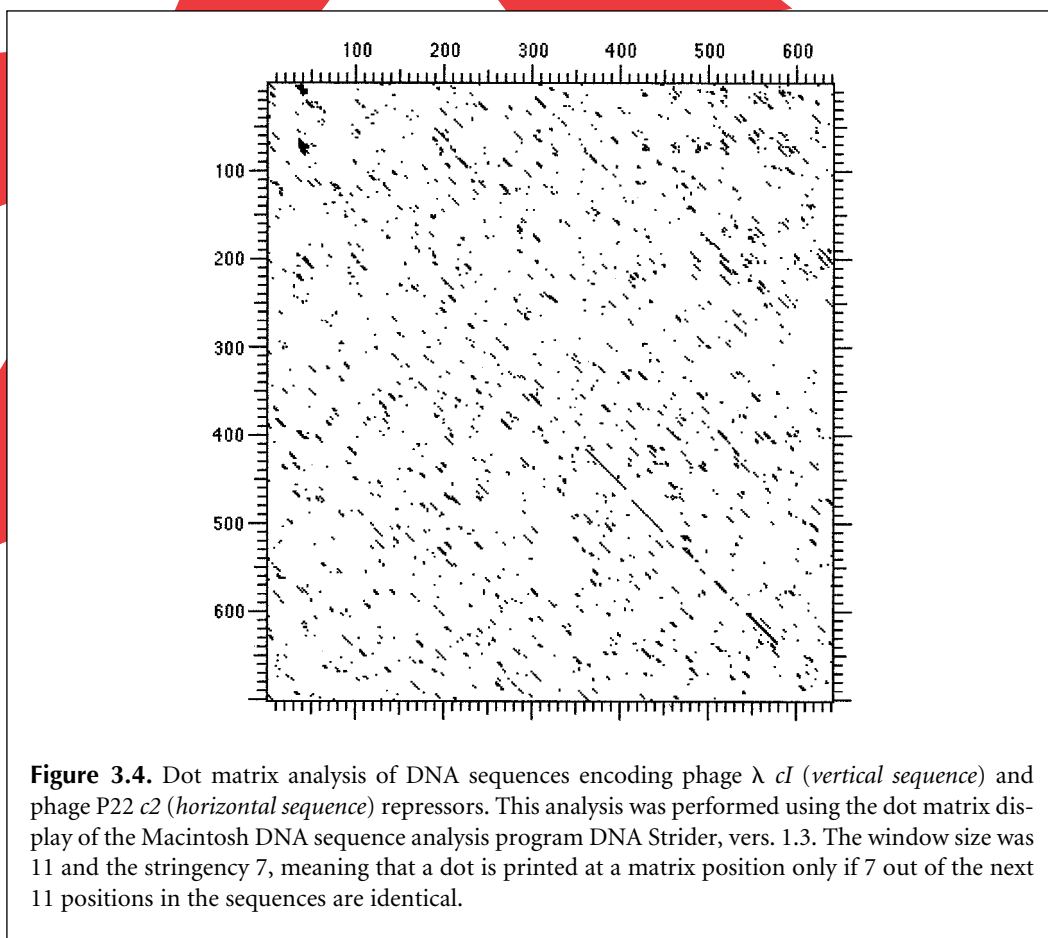 100 200 300 400 500 600
100
200
300
400
500
600
Figure 3.4. Dot matrix analysis of DNA sequences encoding phage λ cI (vertical sequence) and
phage P22 c2 (horizontal sequence) repressors. This analysis was performed using the dot matrix dis-
play of the Macintosh DNA sequence analysis program DNA Strider, vers. 1.3. The window size was
11 and the stringency 7, meaning that a dot is printed at a matrix position only if 7 out of the next
11 positions in the sequences are identical.